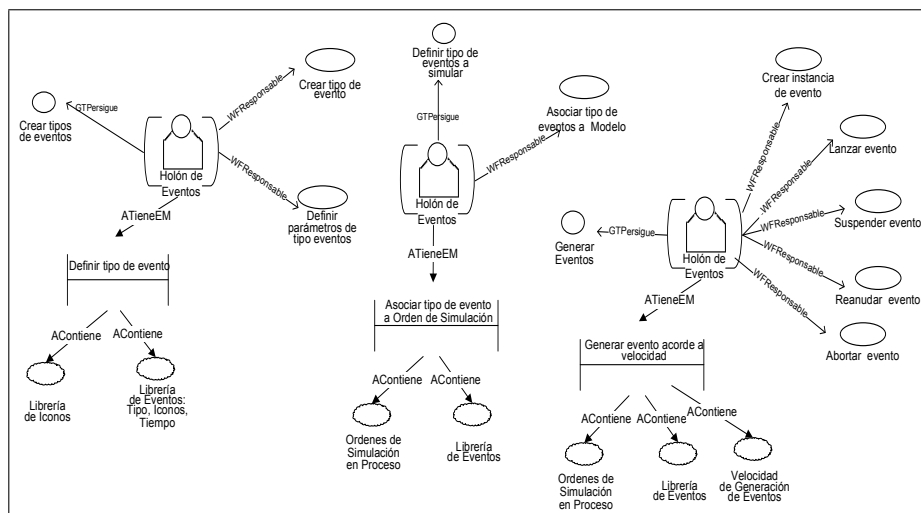 Crear tipos
de eventos
GTPersigue
WFResponsable
Crear tipo de
evento
WFResponsable
Definir
parámetros de
tipo eventos
Holón de
Eventos
ATieneEM
Definir tipo de evento
AContiene
AContiene
Librería
de Iconos
Librería
de Eventos:
Tipo, Iconos,
Tiempo
Definir tipo de
eventos a
simular
GTPersigue
WFResponsable
Asociar tipo de
eventos a Modelo
Holón de
Eventos
ATieneEM
Asociar tipo de evento
a Orden de Simulación
AContiene
AContiene
Ordenes de
Simulación
en Proceso
Librería
de Eventos
Crear instancia
de evento
WFResponsable
Lanzar evento
WFResponsable
Suspender evento
WFResponsable
Reanudar evento
WFResponsable
Abortar evento
WFResponsable
Generar
Eventos
GTPersigue
Holón de
Eventos
ATieneEM
Generar evento acorde a
velocidad
AContiene
AContiene
AContiene
Ordenes de
Simulación
en Proceso
Librería
de Eventos
Velocidad
de Generación
de Eventos